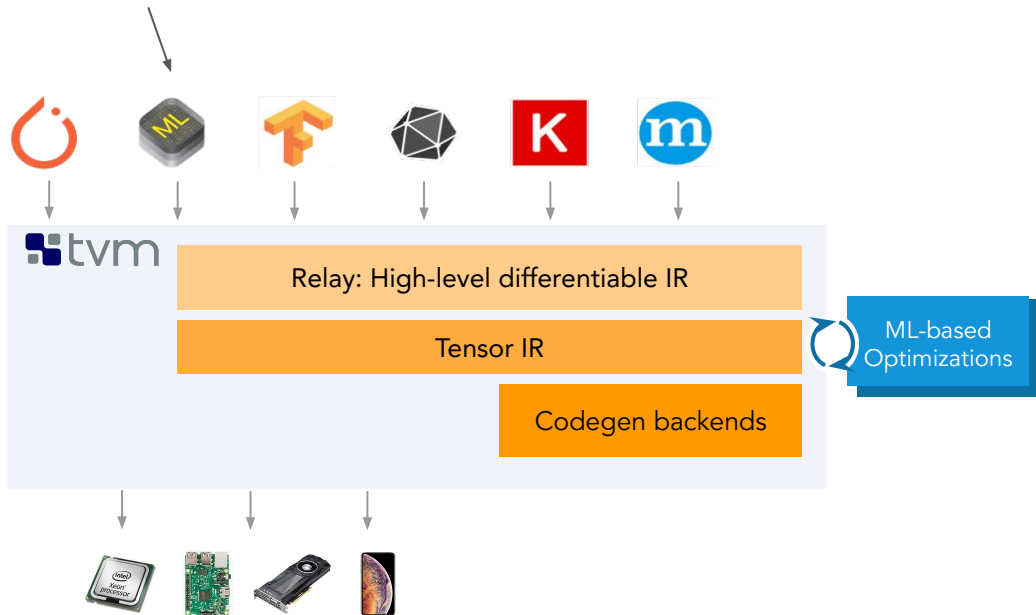 ML
K
m
tvm
Relay: High-level differentiable IR
Tensor IR
ML-based
Optimizations
Codegen backends
intel
Xeon
processor